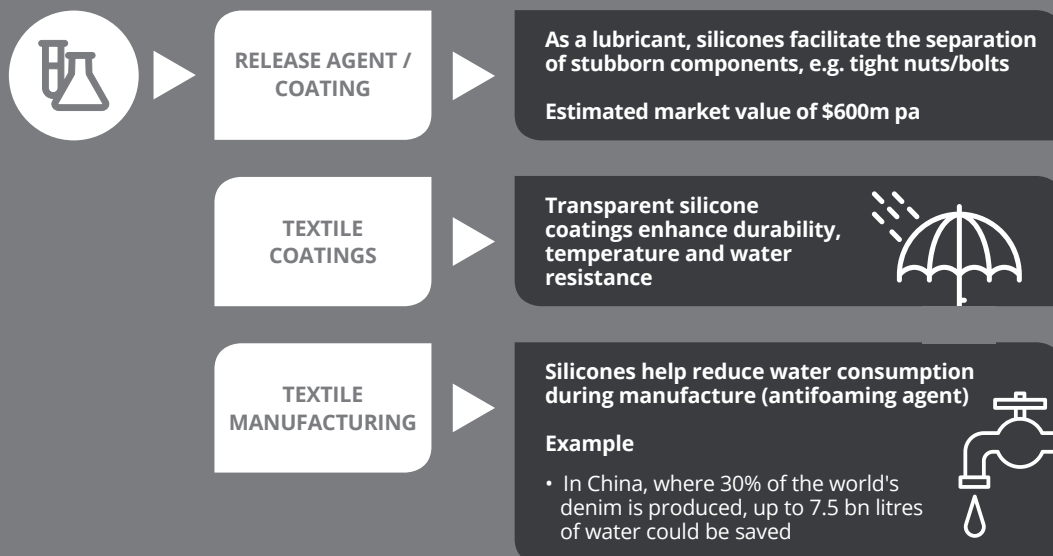 RELEASE AGENT /
COATING
As a lubricant, silicones facilitate the separation
of stubborn components, e.g. tight nuts/bolts
Estimated market value of $600m pa
TEXTILE
COATINGS
Transparent silicone
coatings enhance durability,
temperature and water
resistance
TEXTILE
MANUFACTURING
Silicones help reduce water consumption
during manufacture (antifoaming agent)
Example
• In China, where 30% of the world's
denim is produced, up to 7.5 bn litres
of water could be saved